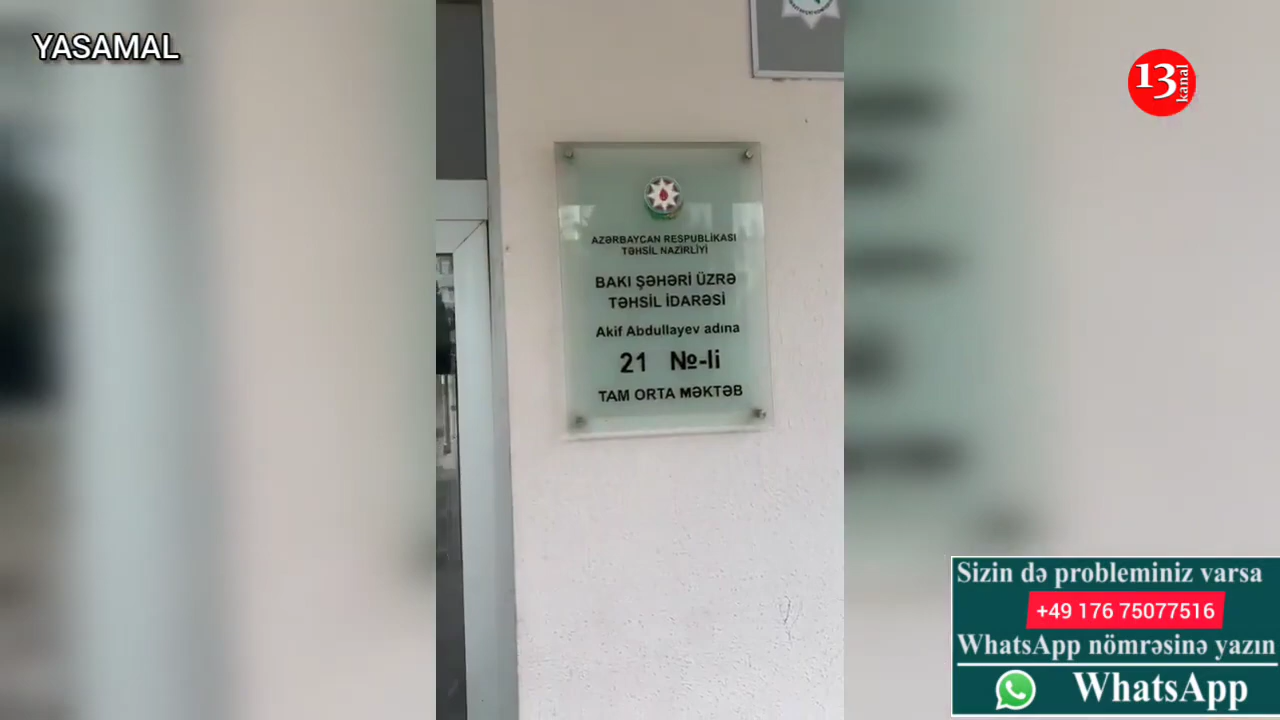 YASAMAL
13
kanal
AZƏRBAYCAN RESPUBLİKASI
TƏHSİL NAZİRLİYİ
BAKI ŞƏHƏRİ ÜZRƏ
TƏHSİL İDARƏSİ
Akif Abdullayev adına
21 №-li
TAM ORTA MƏKTƏB
Sizin də probleminiz varsa
+49 176 75077516
WhatsApp nömrəsinə yazın
WhatsApp